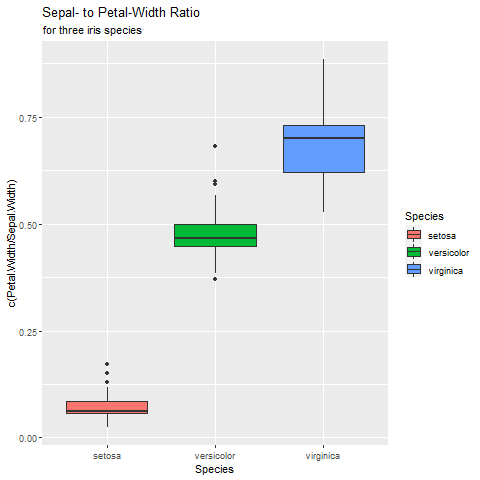 Sepal- to Petal-Width Ratio
for three iris species
c(Petal.Width/Sepal.Width)
0.75
0.50
0.25
0.00
setosa
versicolor
virginica
Species
Species
setosa
versicolor
virginica